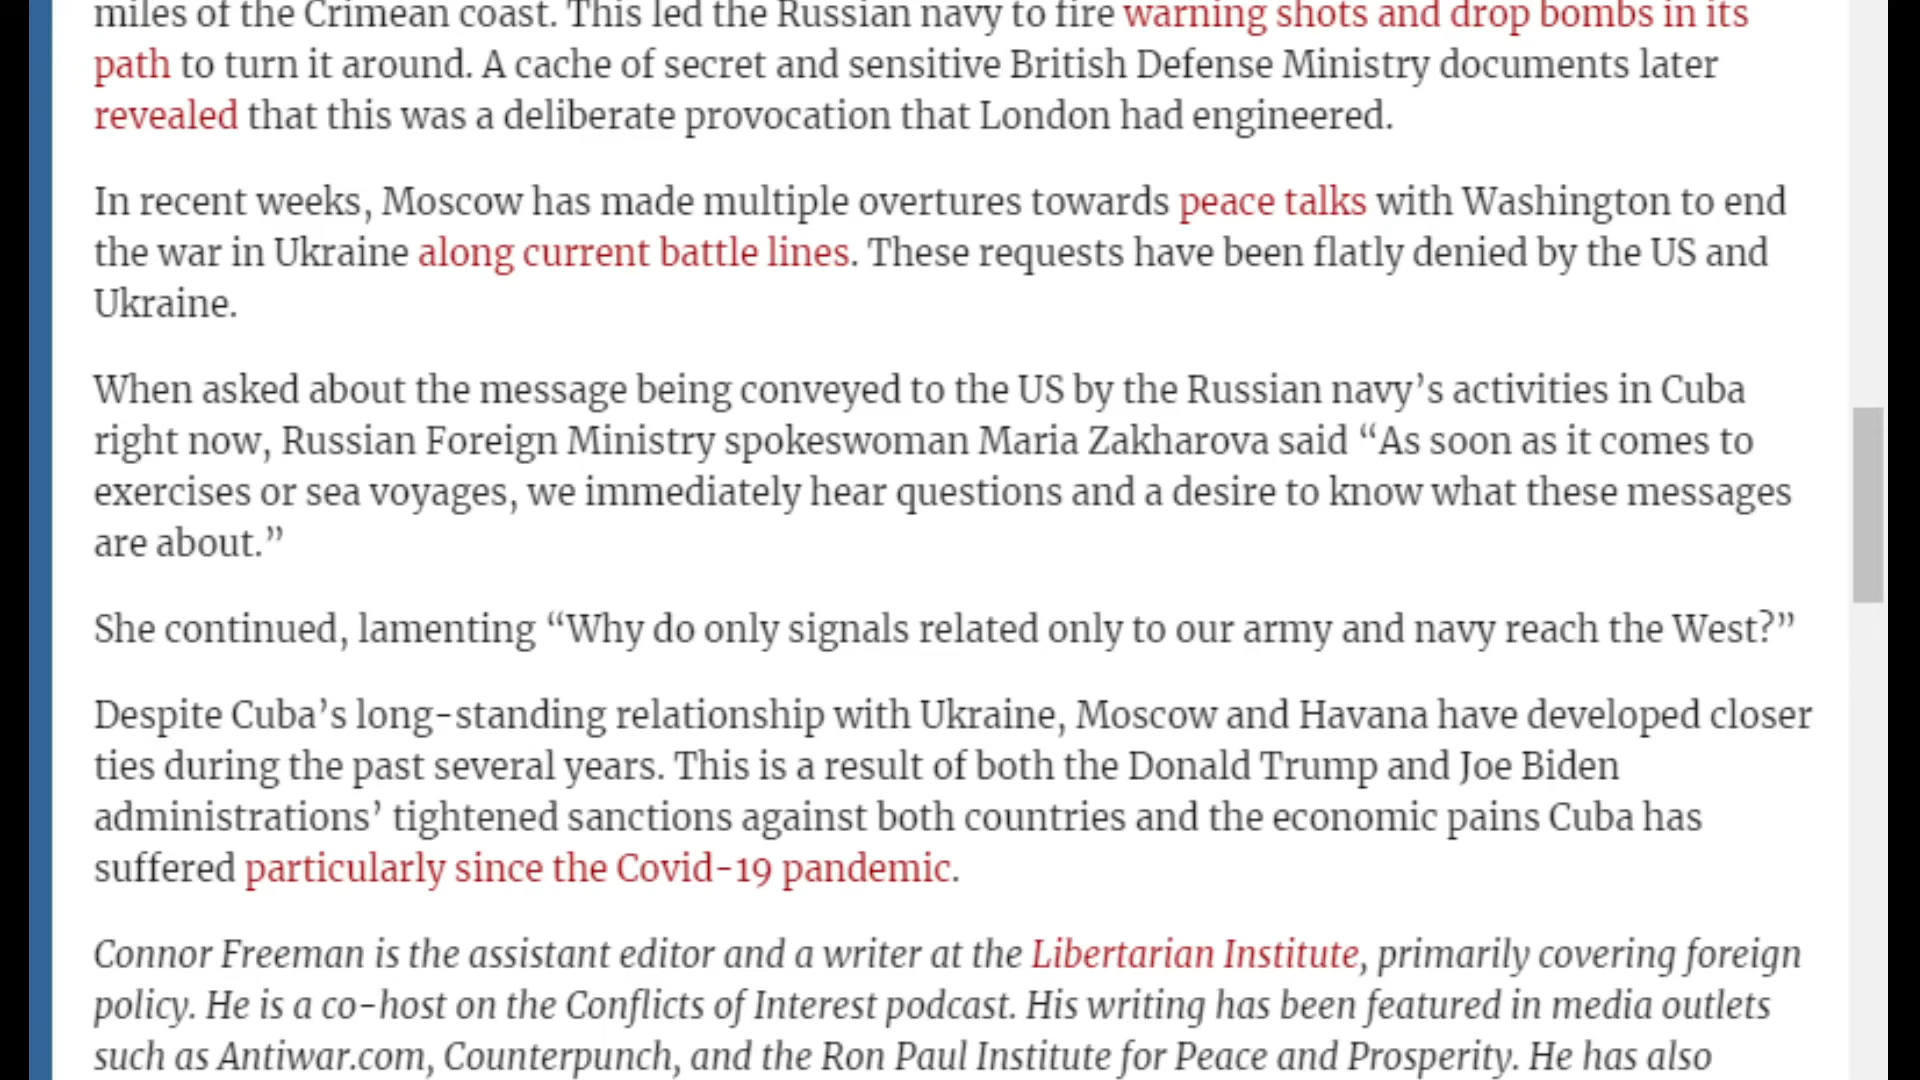 miles of the Crimean coast. This led the Russian navy to fire warning shots and drop bombs in its
path to turn it around. A cache of secret and sensitive British Defense Ministry documents later
revealed that this was a deliberate provocation that London had engineered.
In recent weeks, Moscow has made multiple overtures towards peace talks with Washington to end
the war in Ukraine along current battle lines. These requests have been flatly denied by the US and
Ukraine.
When asked about the message being conveyed to the US by the Russian navy’s activities in Cuba
right now, Russian Foreign Ministry spokeswoman Maria Zakharova said “As soon as it comes to
exercises or sea voyages, we immediately hear questions and a desire to know what these messages
are about.”
She continued, lamenting “Why do only signals related only to our army and navy reach the West?”
Despite Cuba’s long-standing relationship with Ukraine, Moscow and Havana have developed closer
ties during the past several years. This is a result of both the Donald Trump and Joe Biden
administrations’ tightened sanctions against both countries and the economic pains Cuba has
suffered particularly since the Covid-19 pandemic.
Connor Freeman is the assistant editor and a writer at the Libertarian Institute, primarily covering foreign
policy. He is a co-host on the Conflicts of Interest podcast. His writing has been featured in media outlets
such as Antiwar.com, Counterpunch, and the Ron Paul Institute for Peace and Prosperity. He has also